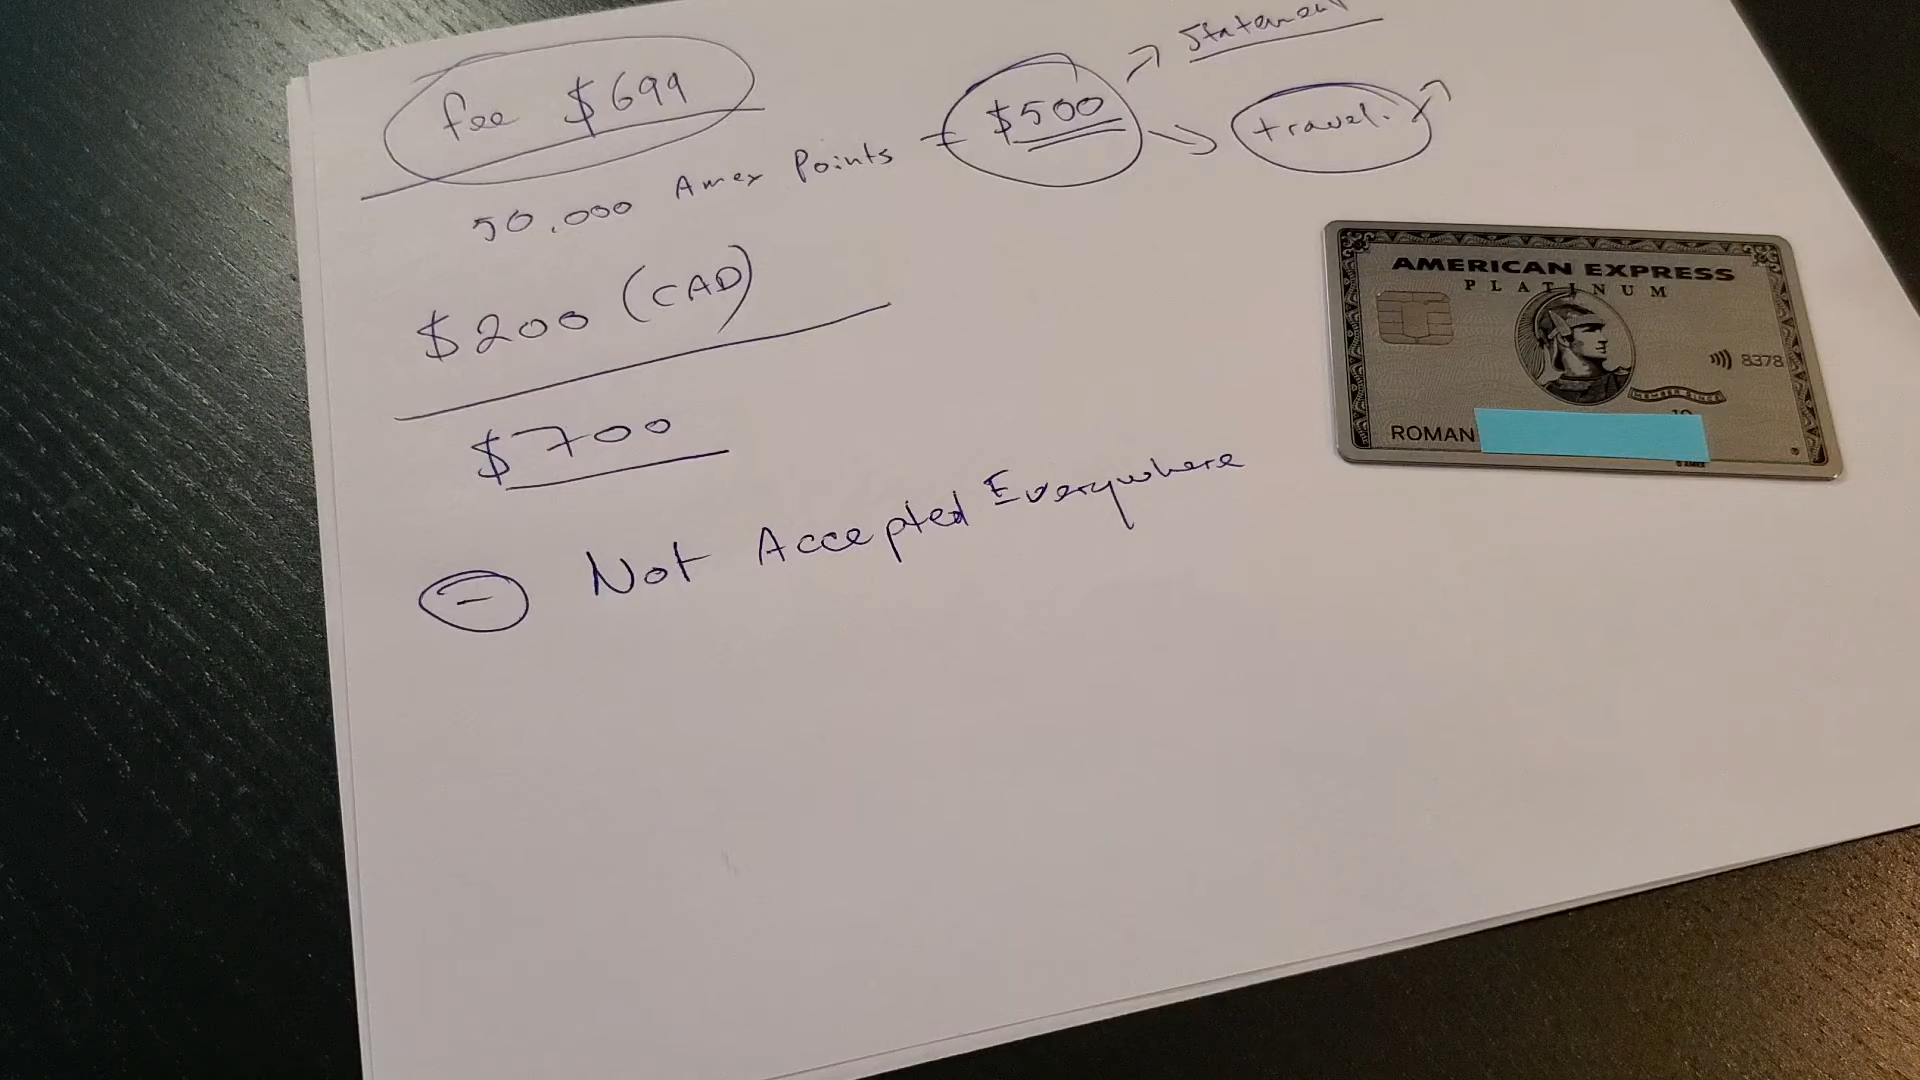 Statement
fee $699
$500
travel.
50,000 Amex Points =
$200 (CAD)
$700
- Not Accepted Everywhere
AMERICAN EXPRESS
PLATINUM
8378
MEMBER SINCE
ROMAN
© AMEX